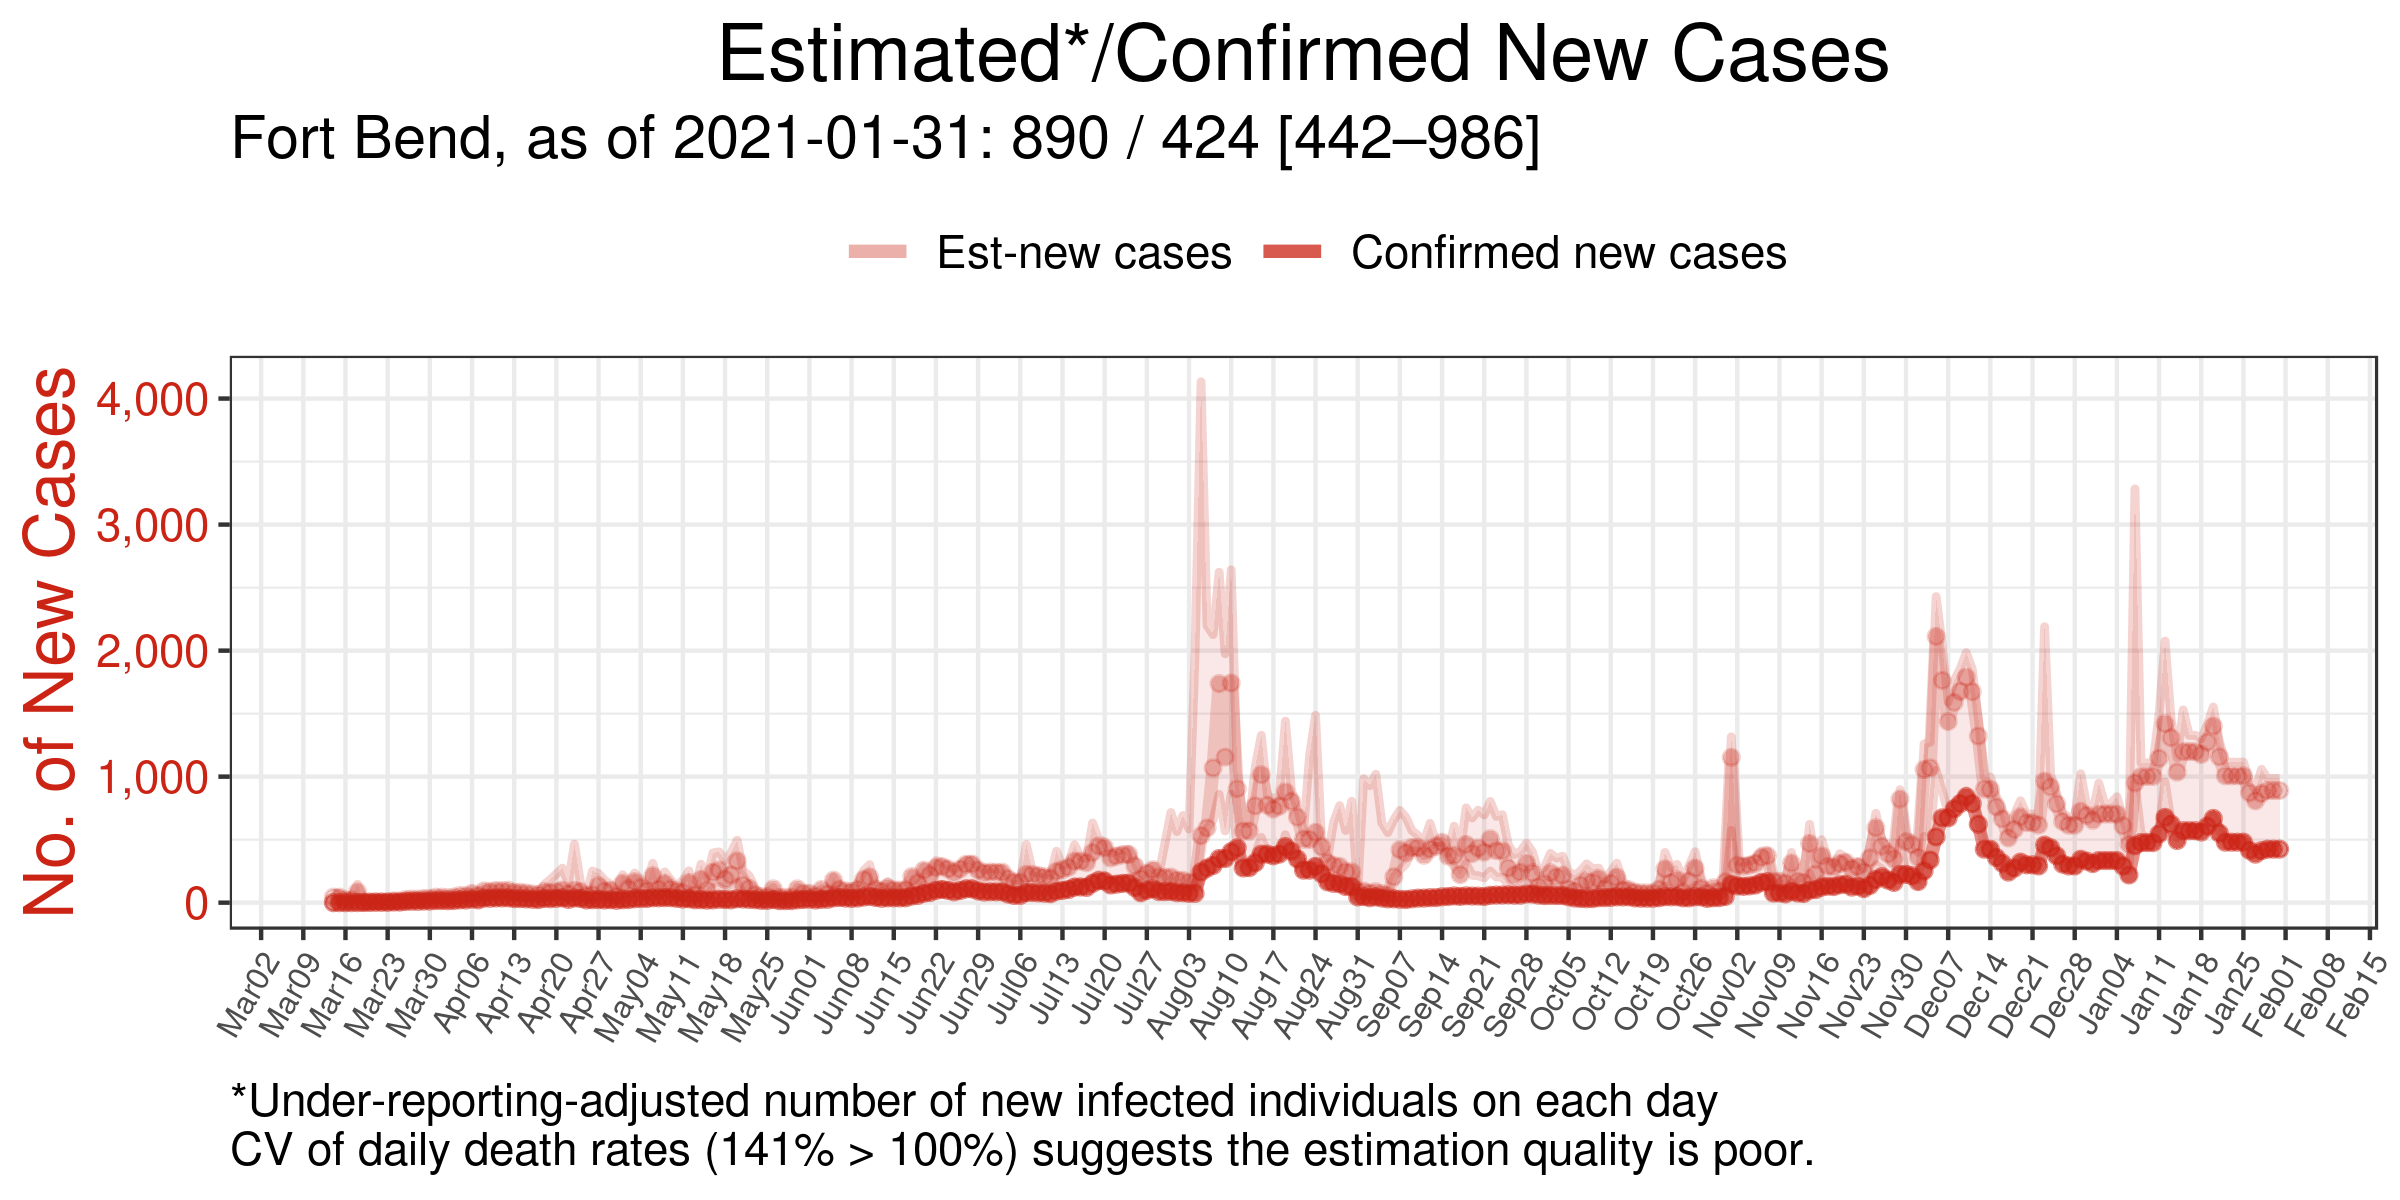 Estimated*/Confirmed New Cases
Fort Bend, as of 2021-01-31: 890 / 424 [442–986]
Est-new cases Confirmed new cases
No. of New Cases
4,000
3,000
2,000
1,000
0
Mar02 Mar09 Mar16 Mar23 Mar30 Apr06 Apr13 Apr20 Apr27 May04 May11 May18 May25 Jun01 Jun08 Jun15 Jun22 Jun29 Jul06 Jul13 Jul20 Jul27 Aug03 Aug10 Aug17 Aug24 Aug31 Sep07 Sep14 Sep21 Sep28 Oct05 Oct12 Oct19 Oct26 Nov02 Nov09 Nov16 Nov23 Nov30 Dec07 Dec14 Dec21 Dec28 Jan04 Jan11 Jan18 Jan25 Feb01 Feb08 Feb15
*Under-reporting-adjusted number of new infected individuals on each day
CV of daily death rates (141% > 100%) suggests the estimation quality is poor.